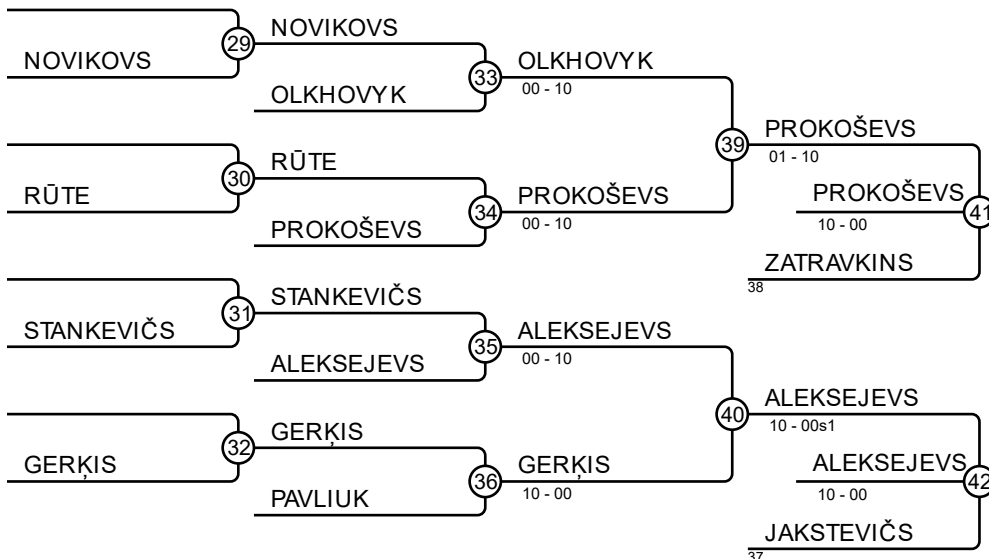 NOVIKOVS
29
NOVIKOVS
OLKHOVYK
33
OLKHOVYK
00 - 10
RŪTE
30
RŪTE
PROKOŠEVS
34
PROKOŠEVS
00 - 10
39
PROKOŠEVS
01 - 10
PROKOŠEVS
10 - 00
41
ZATRAVKINS
38
STANKEVIČS
31
STANKEVIČS
ALEKSEJEVS
35
ALEKSEJEVS
00 - 10
GERĶIS
32
GERĶIS
PAVLIUK
36
GERĶIS
10 - 00
40
ALEKSEJEVS
10 - 00s1
ALEKSEJEVS
10 - 00
42
JAKSTEVIČS
37